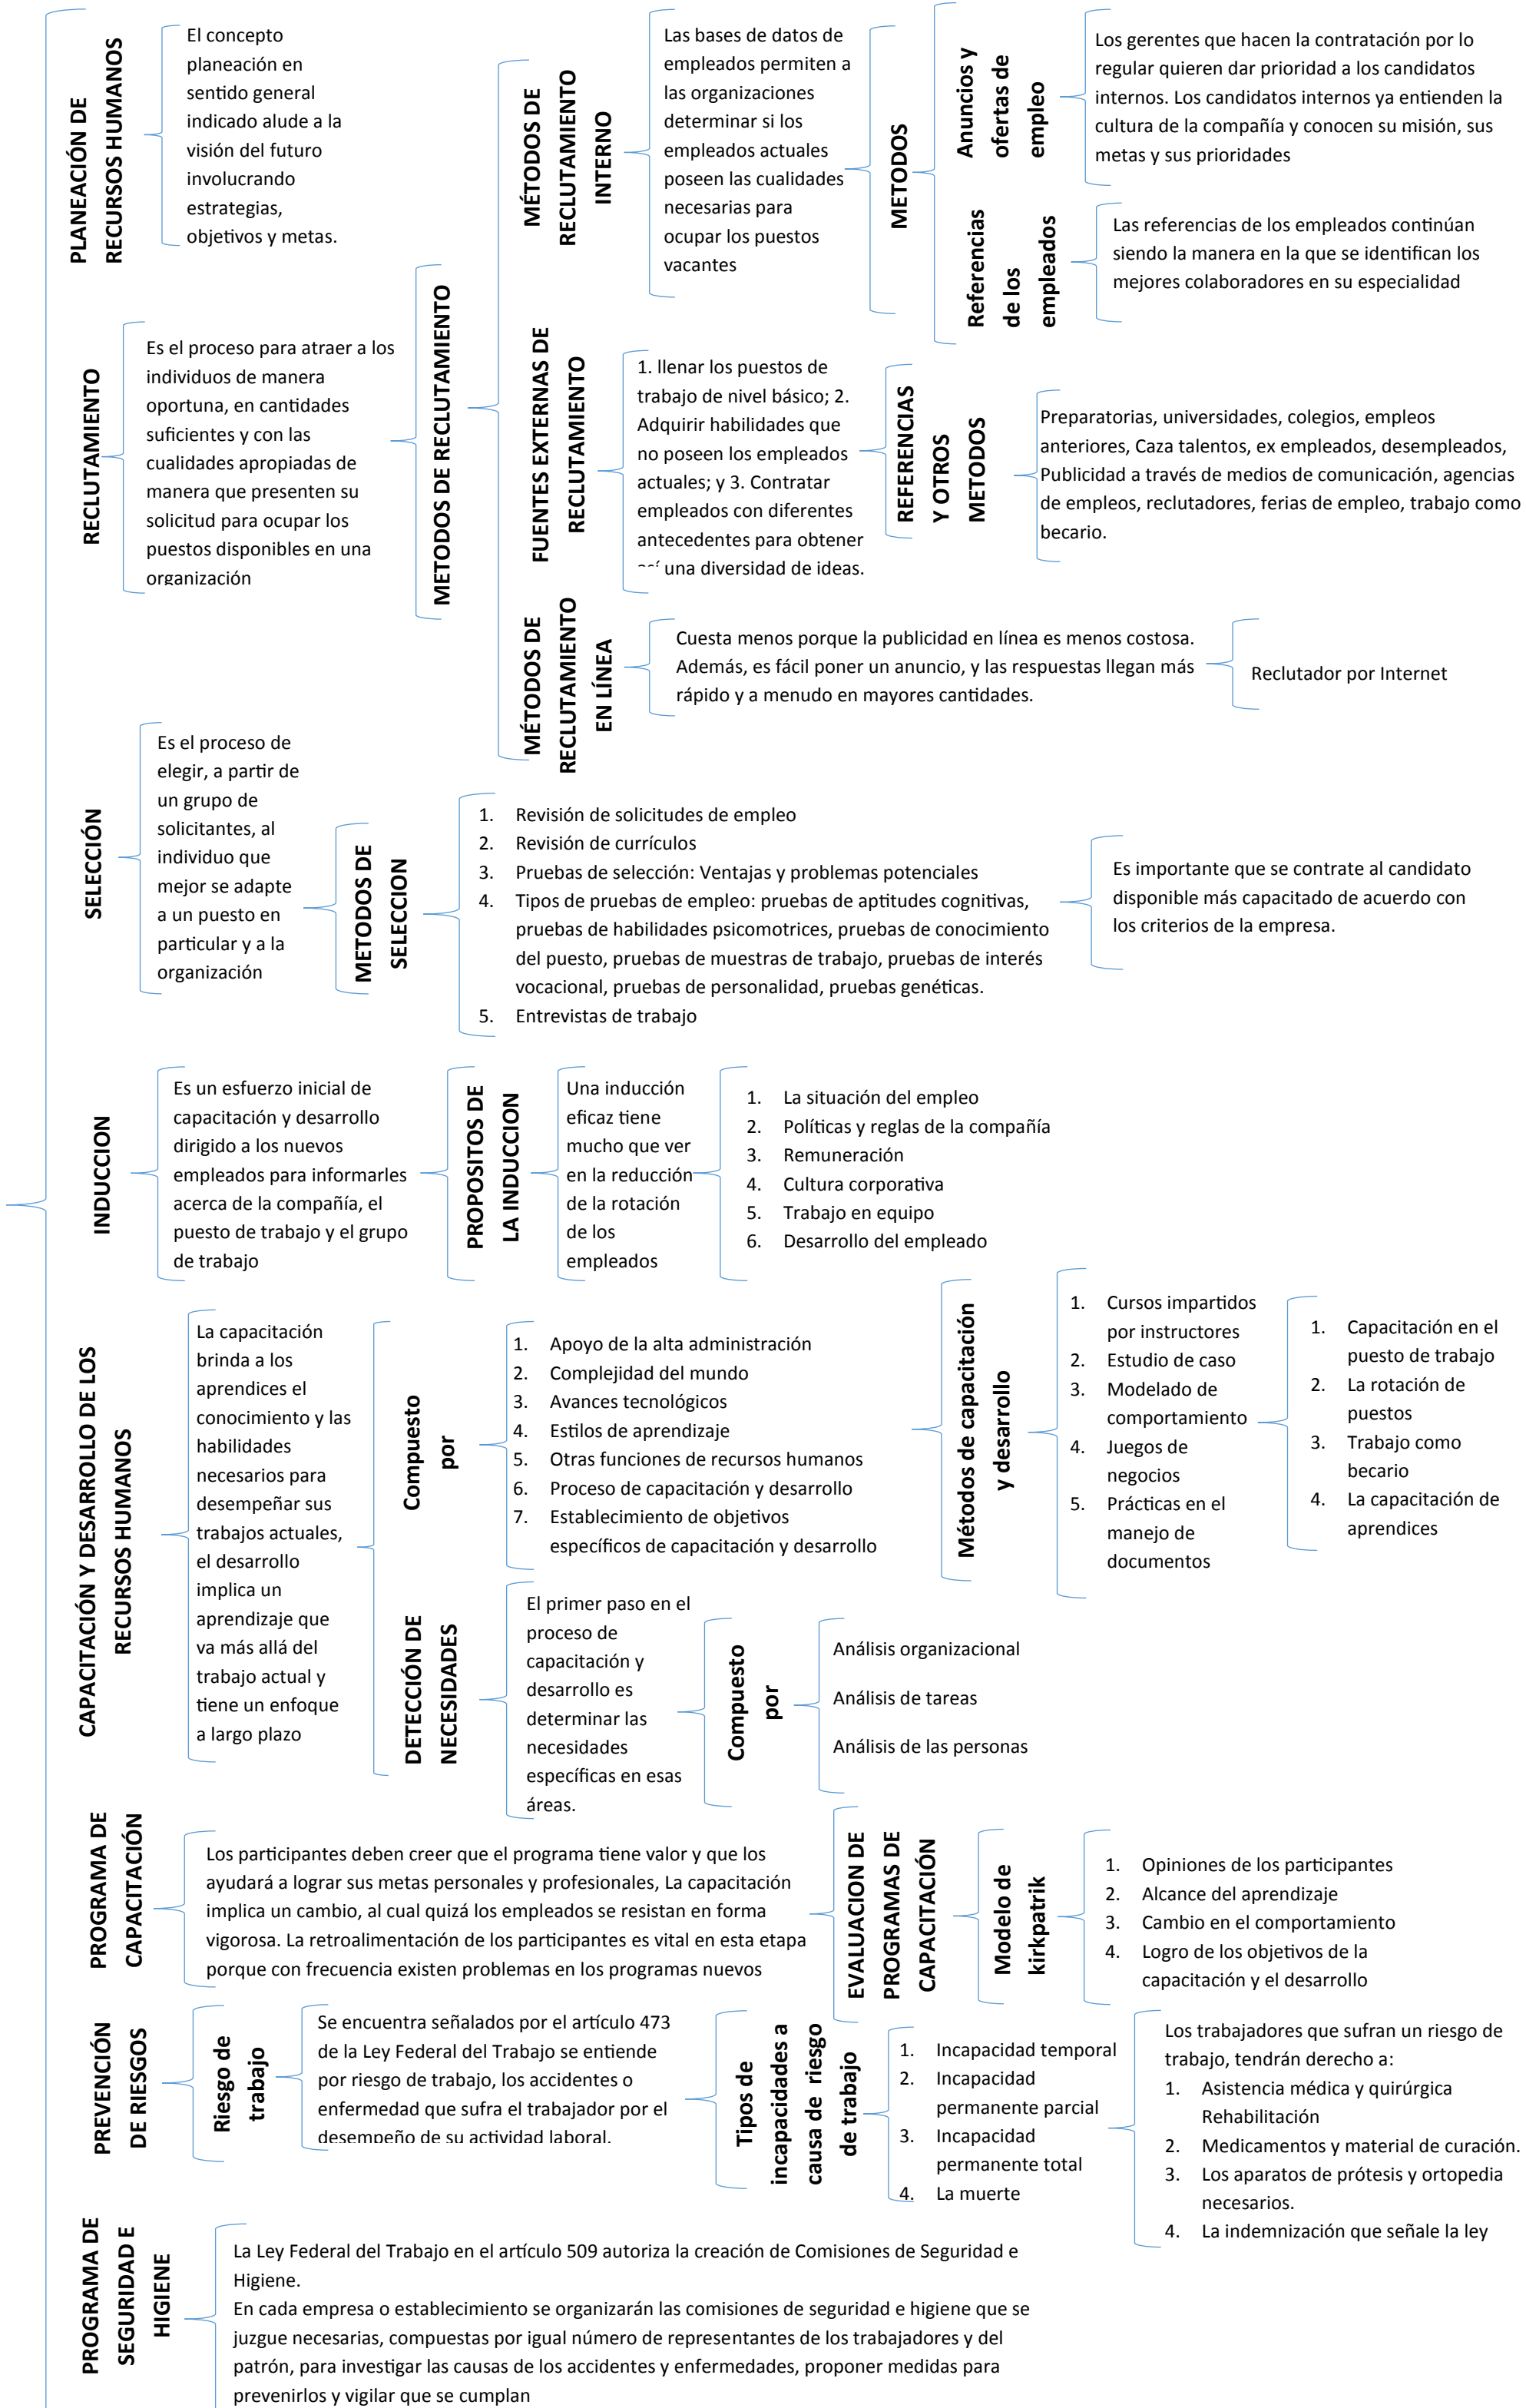 PLANEACIÓN DE
RECURSOS HUMANOS
El concepto
planeación en
sentido general
indicado alude a la
visión del futuro
involucrando
estrategias,
objetivos y metas.
RECLUTAMIENTO
Es el proceso para atraer a los
individuos de manera
oportuna, en cantidades
suficientes y con las
cualidades apropiadas de
manera que presenten su
solicitud para ocupar los
puestos disponibles en una
organización
METODOS DE RECLUTAMIENTO
MÉTODOS DE
RECLUTAMIENTO
INTERNO
Las bases de datos de
empleados permiten a
las organizaciones
determinar si los
empleados actuales
poseen las cualidades
necesarias para
ocupar los puestos
vacantes
METODOS
Anuncios y
ofertas de
empleo
Los gerentes que hacen la contratación por lo
regular quieren dar prioridad a los candidatos
internos. Los candidatos internos ya entienden la
cultura de la compañía y conocen su misión, sus
metas y sus prioridades
Referencias
de los
empleados
Las referencias de los empleados continúan
siendo la manera en la que se identifican los
mejores colaboradores en su especialidad
FUENTES EXTERNAS DE
RECLUTAMIENTO
1. llenar los puestos de
trabajo de nivel básico; 2.
Adquirir habilidades que
no poseen los empleados
actuales; y 3. Contratar
empleados con diferentes
antecedentes para obtener
así una diversidad de ideas.
REFERENCIAS
Y OTROS
METODOS
Preparatorias, universidades, colegios, empleos
anteriores, Caza talentos, ex empleados, desempleados,
Publicidad a través de medios de comunicación, agencias
de empleos, reclutadores, ferias de empleo, trabajo como
becario.
MÉTODOS DE
RECLUTAMIENTO
EN LÍNEA
Cuesta menos porque la publicidad en línea es menos costosa.
Además, es fácil poner un anuncio, y las respuestas llegan más
rápido y a menudo en mayores cantidades.
Reclutador por Internet
SELECCIÓN
Es el proceso de
elegir, a partir de
un grupo de
solicitantes, al
individuo que
mejor se adapte
a un puesto en
particular y a la
organización
METODOS DE
SELECCION
1. Revisión de solicitudes de empleo
2. Revisión de currículos
3. Pruebas de selección: Ventajas y problemas potenciales
4. Tipos de pruebas de empleo: pruebas de aptitudes cognitivas,
pruebas de habilidades psicomotrices, pruebas de conocimiento
del puesto, pruebas de muestras de trabajo, pruebas de interés
vocacional, pruebas de personalidad, pruebas genéticas.
5. Entrevistas de trabajo
Es importante que se contrate al candidato
disponible más capacitado de acuerdo con
los criterios de la empresa.
INDUCCION
Es un esfuerzo inicial de
capacitación y desarrollo
dirigido a los nuevos
empleados para informarles
acerca de la compañía, el
puesto de trabajo y el grupo
de trabajo
PROPOSITOS DE
LA INDUCCION
Una inducción
eficaz tiene
mucho que ver
en la reducción
de la rotación
de los
empleados
1. La situación del empleo
2. Políticas y reglas de la compañía
3. Remuneración
4. Cultura corporativa
5. Trabajo en equipo
6. Desarrollo del empleado
CAPACITACIÓN Y DESARROLLO DE LOS
RECURSOS HUMANOS
La capacitación
brinda a los
aprendices el
conocimiento y las
habilidades
necesarios para
desempeñar sus
trabajos actuales,
el desarrollo
implica un
aprendizaje que
va más allá del
trabajo actual y
tiene un enfoque
a largo plazo
Compuesto
por
1. Apoyo de la alta administración
2. Complejidad del mundo
3. Avances tecnológicos
4. Estilos de aprendizaje
5. Otras funciones de recursos humanos
6. Proceso de capacitación y desarrollo
7. Establecimiento de objetivos
específicos de capacitación y desarrollo
Métodos de capacitación
y desarrollo
1. Cursos impartidos
por instructores
2. Estudio de caso
3. Modelado de
comportamiento
4. Juegos de
negocios
5. Prácticas en el
manejo de
documentos
1. Capacitación en el
puesto de trabajo
2. La rotación de
puestos
3. Trabajo como
becario
4. La capacitación de
aprendices
DETECCIÓN DE
NECESIDADES
El primer paso en el
proceso de
capacitación y
desarrollo es
determinar las
necesidades
específicas en esas
áreas.
Compuesto
por
Análisis organizacional
Análisis de tareas
Análisis de las personas
PROGRAMA DE
CAPACITACIÓN
Los participantes deben creer que el programa tiene valor y que los
ayudará a lograr sus metas personales y profesionales, La capacitación
implica un cambio, al cual quizá los empleados se resistan en forma
vigorosa. La retroalimentación de los participantes es vital en esta etapa
porque con frecuencia existen problemas en los programas nuevos
EVALUACION DE
PROGRAMAS DE
CAPACITACIÓN
Modelo de
kirkpatrik
1. Opiniones de los participantes
2. Alcance del aprendizaje
3. Cambio en el comportamiento
4. Logro de los objetivos de la
capacitación y el desarrollo
PREVENCIÓN
DE RIESGOS
Riesgo de
trabajo
Se encuentra señalados por el artículo 473
de la Ley Federal del Trabajo se entiende
por riesgo de trabajo, los accidentes o
enfermedad que sufra el trabajador por el
desempeño de su actividad laboral.
Tipos de
incapacidades a
causa de riesgo
de trabajo
1. Incapacidad temporal
2. Incapacidad
permanente parcial
3. Incapacidad
permanente total
4. La muerte
Los trabajadores que sufran un riesgo de
trabajo, tendrán derecho a:
1. Asistencia médica y quirúrgica
Rehabilitación
2. Medicamentos y material de curación.
3. Los aparatos de prótesis y ortopedia
necesarios.
4. La indemnización que señale la ley
PROGRAMA DE
SEGURIDAD E
HIGIENE
La Ley Federal del Trabajo en el artículo 509 autoriza la creación de Comisiones de Seguridad e
Higiene.
En cada empresa o establecimiento se organizarán las comisiones de seguridad e higiene que se
juzgue necesarias, compuestas por igual número de representantes de los trabajadores y del
patrón, para investigar las causas de los accidentes y enfermedades, proponer medidas para
prevenirlos y vigilar que se cumplan